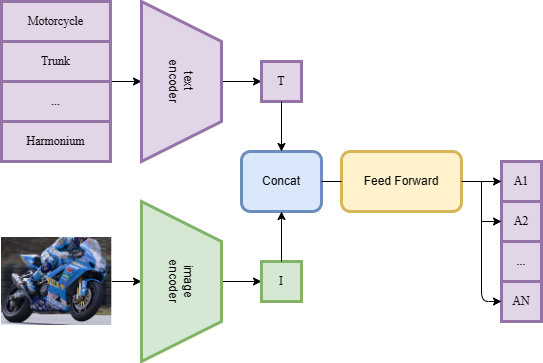 Motorcycle
Trunk
...
Harmonium
text
encoder
T
Concat
Feed Forward
A1
A2
...
AN
image
encoder
I